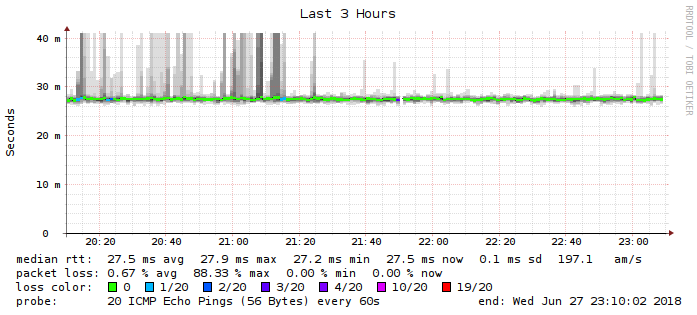 Last 3 Hours
RRDTOOL / TOBI OETIKER
Seconds
40 m
30 m
20 m
10 m
0
20:20 20:40 21:00 21:20 21:40 22:00 22:20 22:40 23:00
median rtt: 27.5 ms avg 27.9 ms max 27.2 ms min 27.5 ms now 0.1 ms sd 197.1 am/s
packet loss: 0.67 % avg 88.33 % max 0.00 % min 0.00 % now
loss color: 0 1/20 2/20 3/20 4/20 10/20 19/20
probe: 20 ICMP Echo Pings (56 Bytes) every 60s end: Wed Jun 27 23:10:02 2018